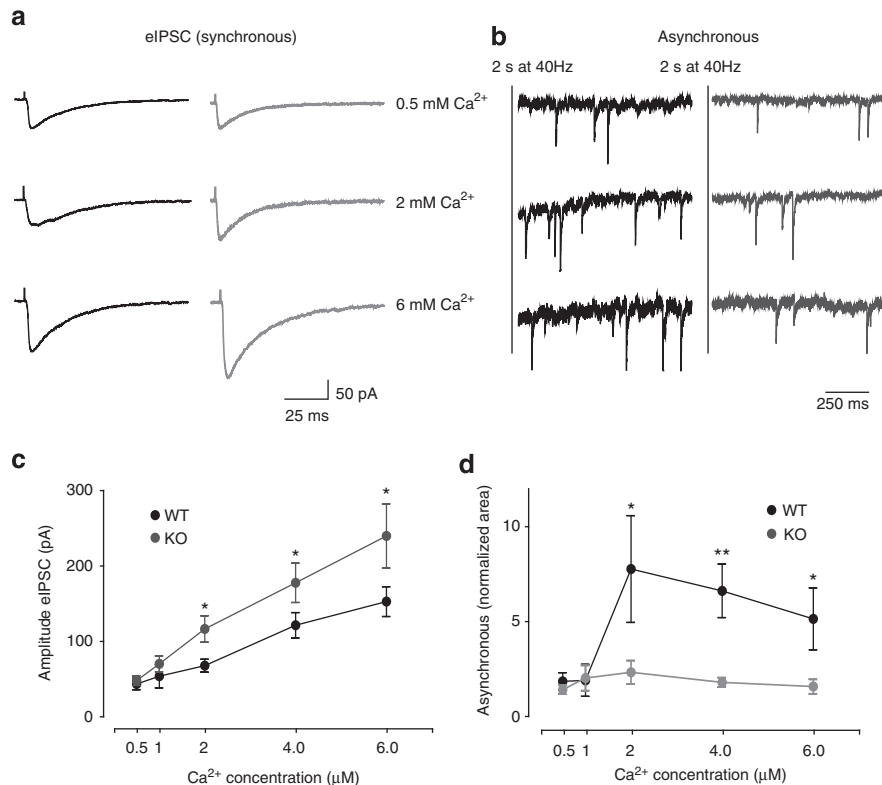 a
eIPSC (synchronous)
0.5 mM Ca²⁺
2 mM Ca²⁺
6 mM Ca²⁺
50 pA
25 ms
b
Asynchronous
2 s at 40Hz
2 s at 40Hz
250 ms
c
Amplitude eIPSC (pA)
300
200
100
0
WT
KO
*
*
*
0.5 1 2 4.0 6.0
Ca²⁺ concentration (μM)
d
Asynchronous (normalized area)
10
5
0
WT
KO
*
**
*
0.5 1 2 4.0 6.0
Ca²⁺ concentration (μM)